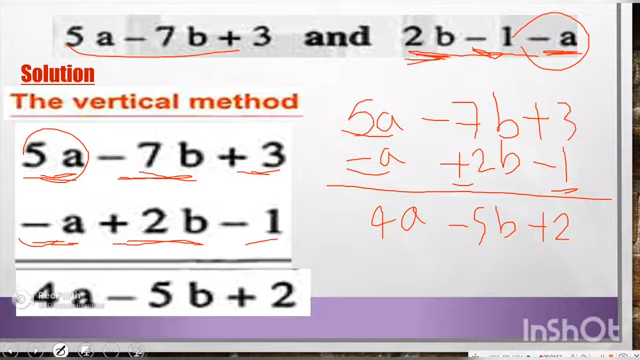 5 a – 7 b + 3 and 2 b – 1 – a
Solution
The vertical method
5 a – 7 b + 3
– a + 2 b – 1
4 a – 5 b + 2
5a – 7b + 3
– a + 2b – 1
4a – 5b + 2
InShOt